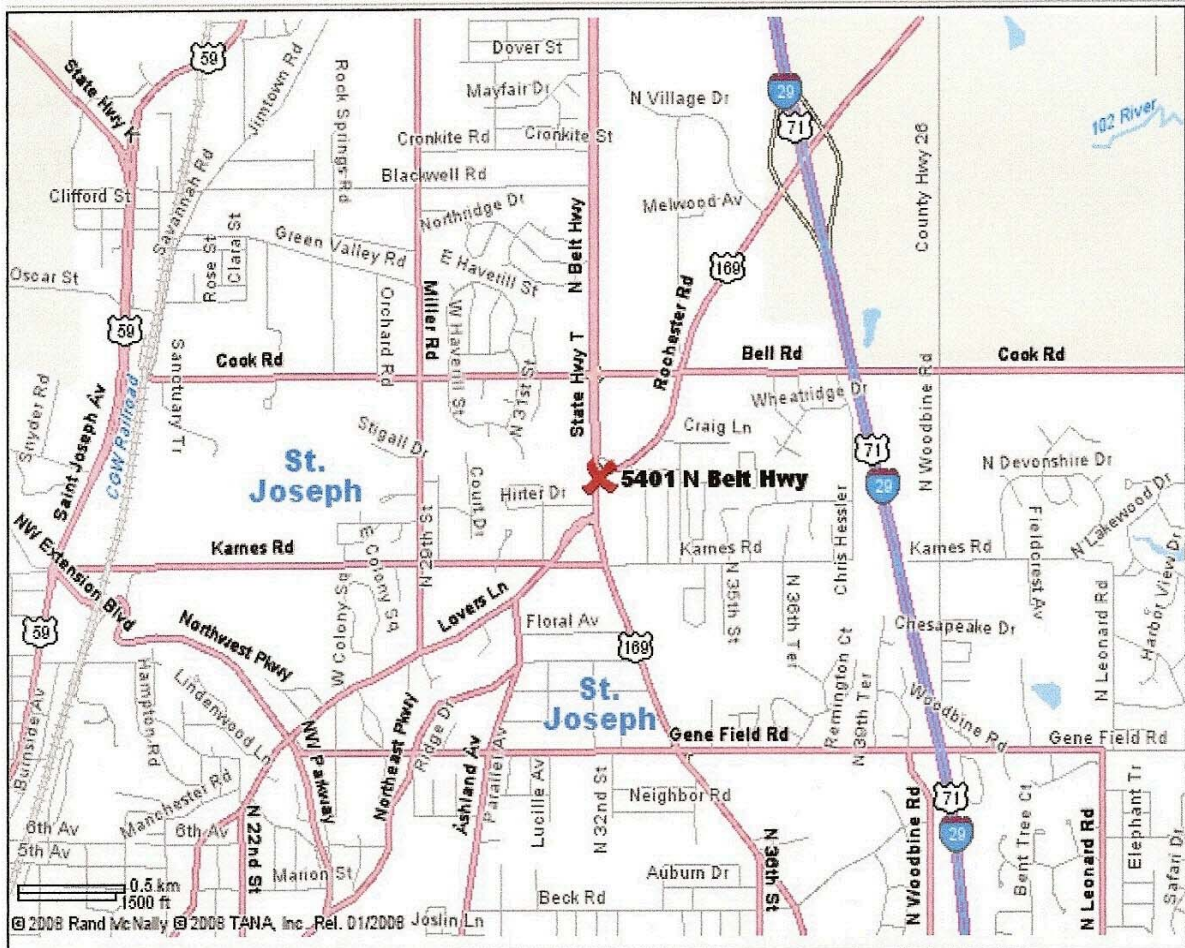 59
Dover St
State Hwy K
Jimtown Rd
Rock Springs Rd
Mayfair Dr
N Village Dr
29
71
102 River
Cronkite Rd
Cronkite St
County Hwy 26
Blackwell Rd
Clifford St
Savannah Rd
Melwood Av
Northridge Dr
N Belt Hwy
Rose St
Clara St
Green Valley Rd
E Haverill St
169
Oscar St
Orchard Rd
Miller Rd
W Haverill St
N 31st St
State Hwy T
Rochester Rd
59
Cook Rd
Bell Rd
Cook Rd
Sanctuary Tr
Snyder Rd
Saint Joseph Av
CGW Railroad
Wheatridge Dr
N Woodbine Rd
Stigall Dr
Craig Ln
71
29
St.
Joseph
Court Dr
Hitter Dr
5401 N Belt Hwy
N Devonshire Dr
N Lakewood Dr
Chris Hessler
Fieldcrest Av
Harbor View Dr
NW Extension Blvd
Karnes Rd
E Colony Sq
N 29th St
Karnes Rd
Karnes Rd
N 35th St
N 36th Ter
Lovers Ln
Floral Av
59
Northwest Pkwy
W Colony Sq
169
Chesapeake Dr
N Leonard Rd
Hampton Rd
Lindenwood Ln
St.
Joseph
Remington Ct
N 39th Ter
Woodbine Rd
Burnside Av
NW Parkway
Northeast Pkwy
Ridge Dr
Gene Field Rd
Gene Field Rd
Ashland Av
Parallel Av
Lucille Av
N 32nd St
Neighbor Rd
71
29
Manchester Rd
6th Av
6th Av
5th Av
N 22nd St
Marion St
N 36th St
N Woodbine Rd
Bent Tree Ct
N Leonard Rd
Elephant Tr
Safari Dr
Auburn Dr
Beck Rd
0.5 km
1500 ft
© 2008 Rand McNally © 2008 TANA, Inc. Rel. 01/2008
Joslin Ln